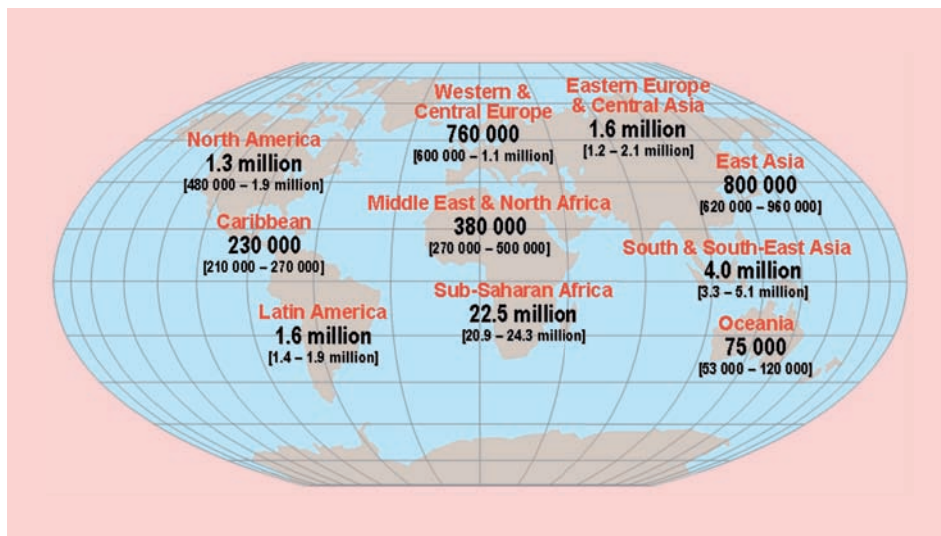 North America
1.3 million
[480 000 – 1.9 million]
Western &
Central Europe
760 000
[600 000 – 1.1 million]
Eastern Europe
& Central Asia
1.6 million
[1.2 – 2.1 million]
East Asia
800 000
[620 000 – 960 000]
Caribbean
230 000
[210 000 – 270 000]
Middle East & North Africa
380 000
[270 000 – 500 000]
South & South-East Asia
4.0 million
[3.3 – 5.1 million]
Latin America
1.6 million
[1.4 – 1.9 million]
Sub-Saharan Africa
22.5 million
[20.9 – 24.3 million]
Oceania
75 000
[53 000 – 120 000]